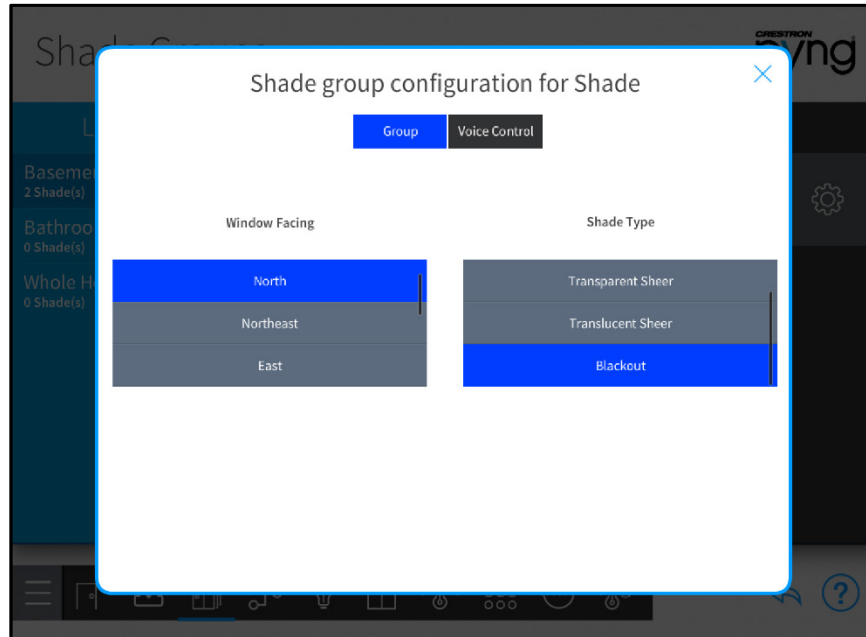 CRESTRON
Shade group configuration for Shade
Group
Voice Control
Window Facing
Shade Type
North
Northeast
East
Transparent Sheer
Translucent Sheer
Blackout
2 Shade(s)
0 Shade(s)
0 Shade(s)
?